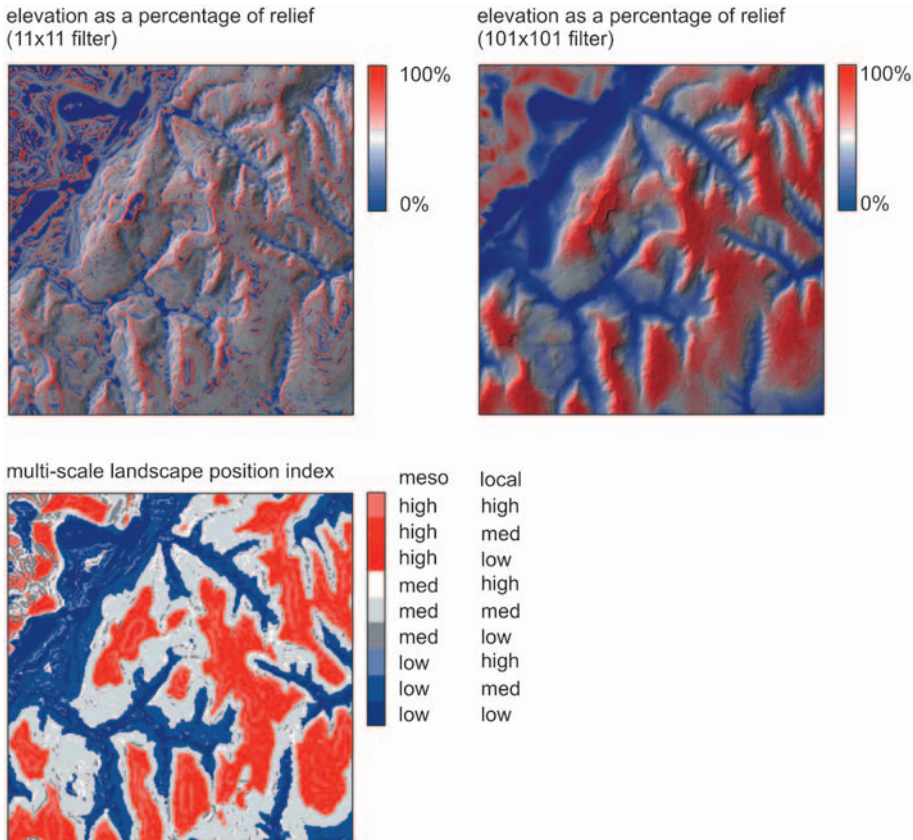 elevation as a percentage of relief
(11x11 filter)
100%
0%
elevation as a percentage of relief
(101x101 filter)
100%
0%
multi-scale landscape position index
meso local
high high
high med
high low
med high
med med
med low
low high
low med
low low